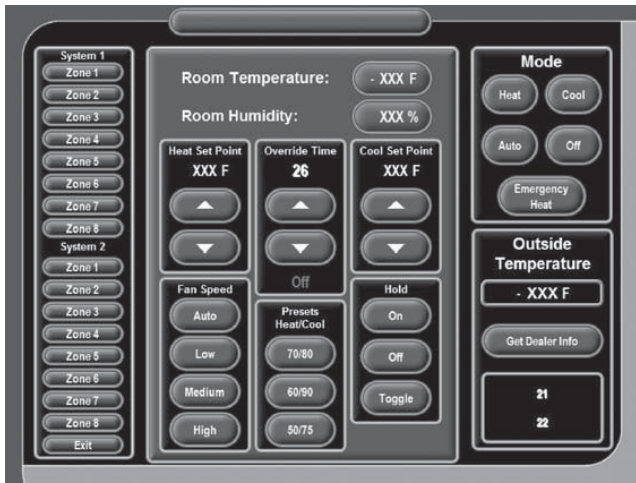 System 1
Zone 1
Zone 2
Zone 3
Zone 4
Zone 5
Zone 6
Zone 7
Zone 8
System 2
Zone 1
Zone 2
Zone 3
Zone 4
Zone 5
Zone 6
Zone 7
Zone 8
Exit
Room Temperature: - XXX F
Room Humidity: XXX %
Heat Set Point
XXX F
Override Time
26
Off
Cool Set Point
XXX F
Fan Speed
Auto
Low
Medium
High
Presets
Heat/Cool
70/80
60/90
50/75
Hold
On
Off
Toggle
Mode
Heat Cool
Auto Off
Emergency
Heat
Outside
Temperature
- XXX F
Get Dealer Info
21
22